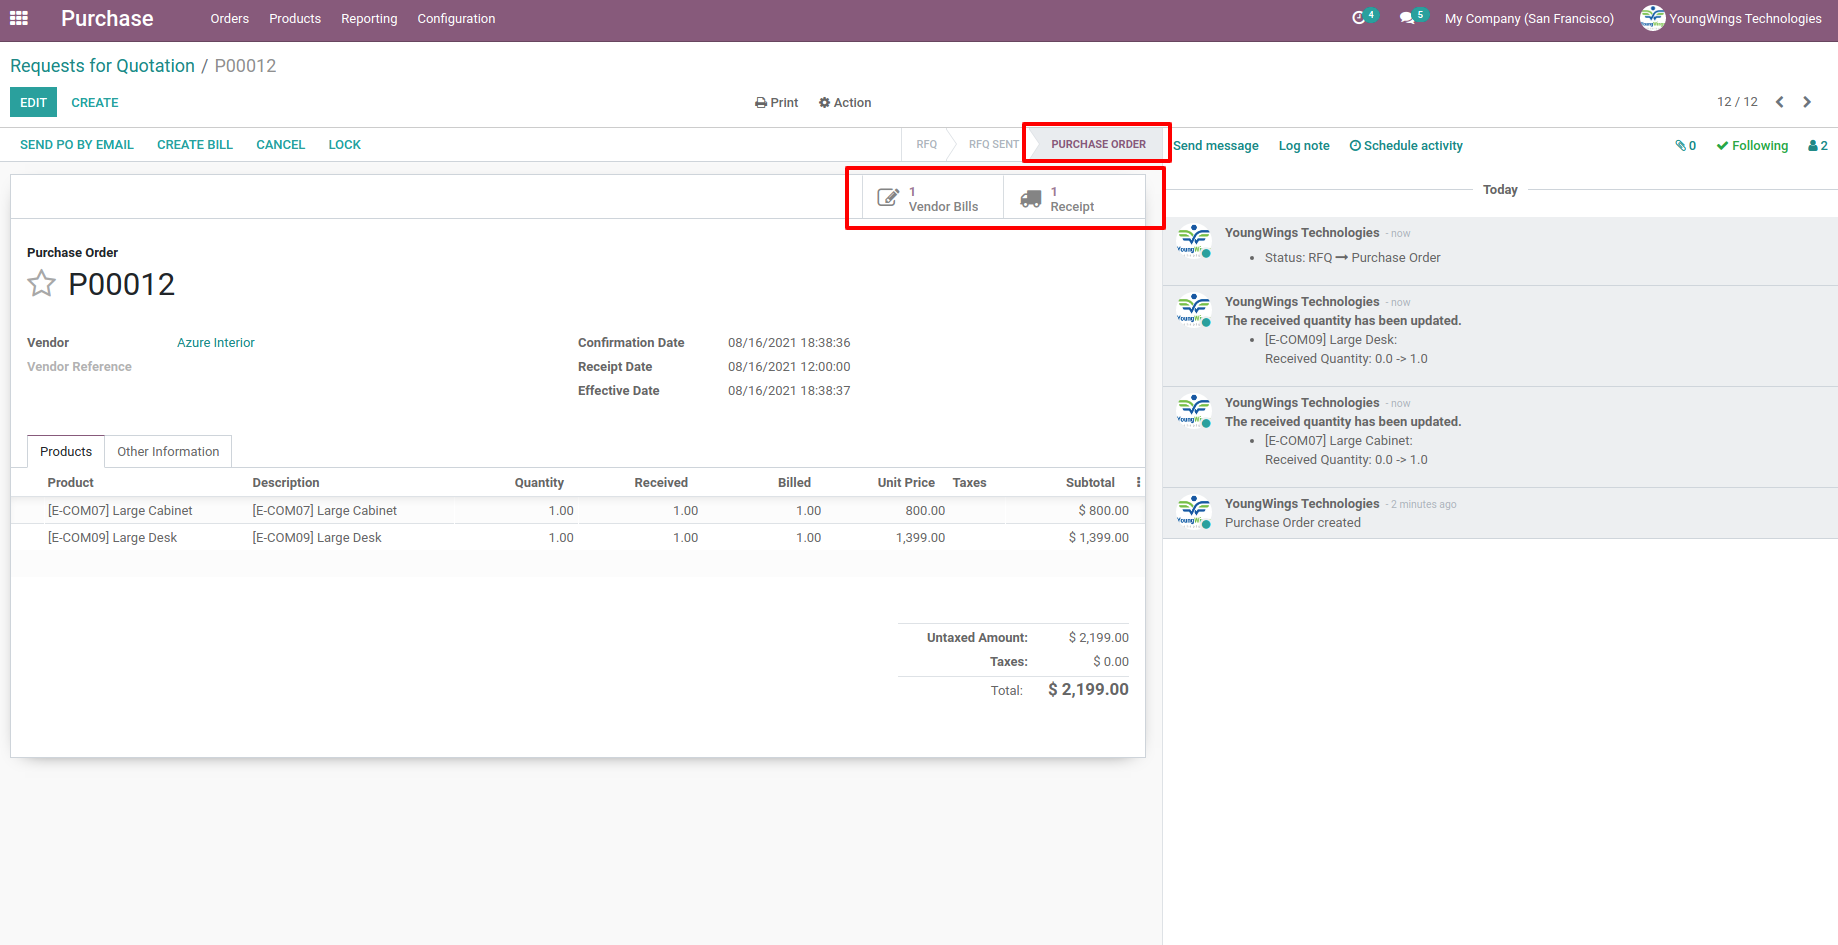 Purchase Orders Products Reporting Configuration 4 5 My Company (San Francisco) YoungWings Technologies
Requests for Quotation / P00012
EDIT CREATE Print Action 12 / 12
SEND PO BY EMAIL CREATE BILL CANCEL LOCK RFQ RFQ SENT PURCHASE ORDER Send message Log note Schedule activity 0 Following 2
1 Vendor Bills
1 Receipt
Purchase Order
P00012
Vendor Azure Interior
Vendor Reference
Confirmation Date 08/16/2021 18:38:36
Receipt Date 08/16/2021 12:00:00
Effective Date 08/16/2021 18:38:37
Products Other Information
Product Description Quantity Received Billed Unit Price Taxes Subtotal
[E-COM07] Large Cabinet [E-COM07] Large Cabinet 1.00 1.00 1.00 800.00 $ 800.00
[E-COM09] Large Desk [E-COM09] Large Desk 1.00 1.00 1.00 1,399.00 $ 1,399.00
Untaxed Amount: $ 2,199.00
Taxes: $ 0.00
Total: $ 2,199.00
Today
YoungWings Technologies - now
Status: RFQ Purchase Order
YoungWings Technologies - now
The received quantity has been updated.
[E-COM09] Large Desk:
Received Quantity: 0.0 -> 1.0
YoungWings Technologies - now
The received quantity has been updated.
[E-COM07] Large Cabinet:
Received Quantity: 0.0 -> 1.0
YoungWings Technologies - 2 minutes ago
Purchase Order created